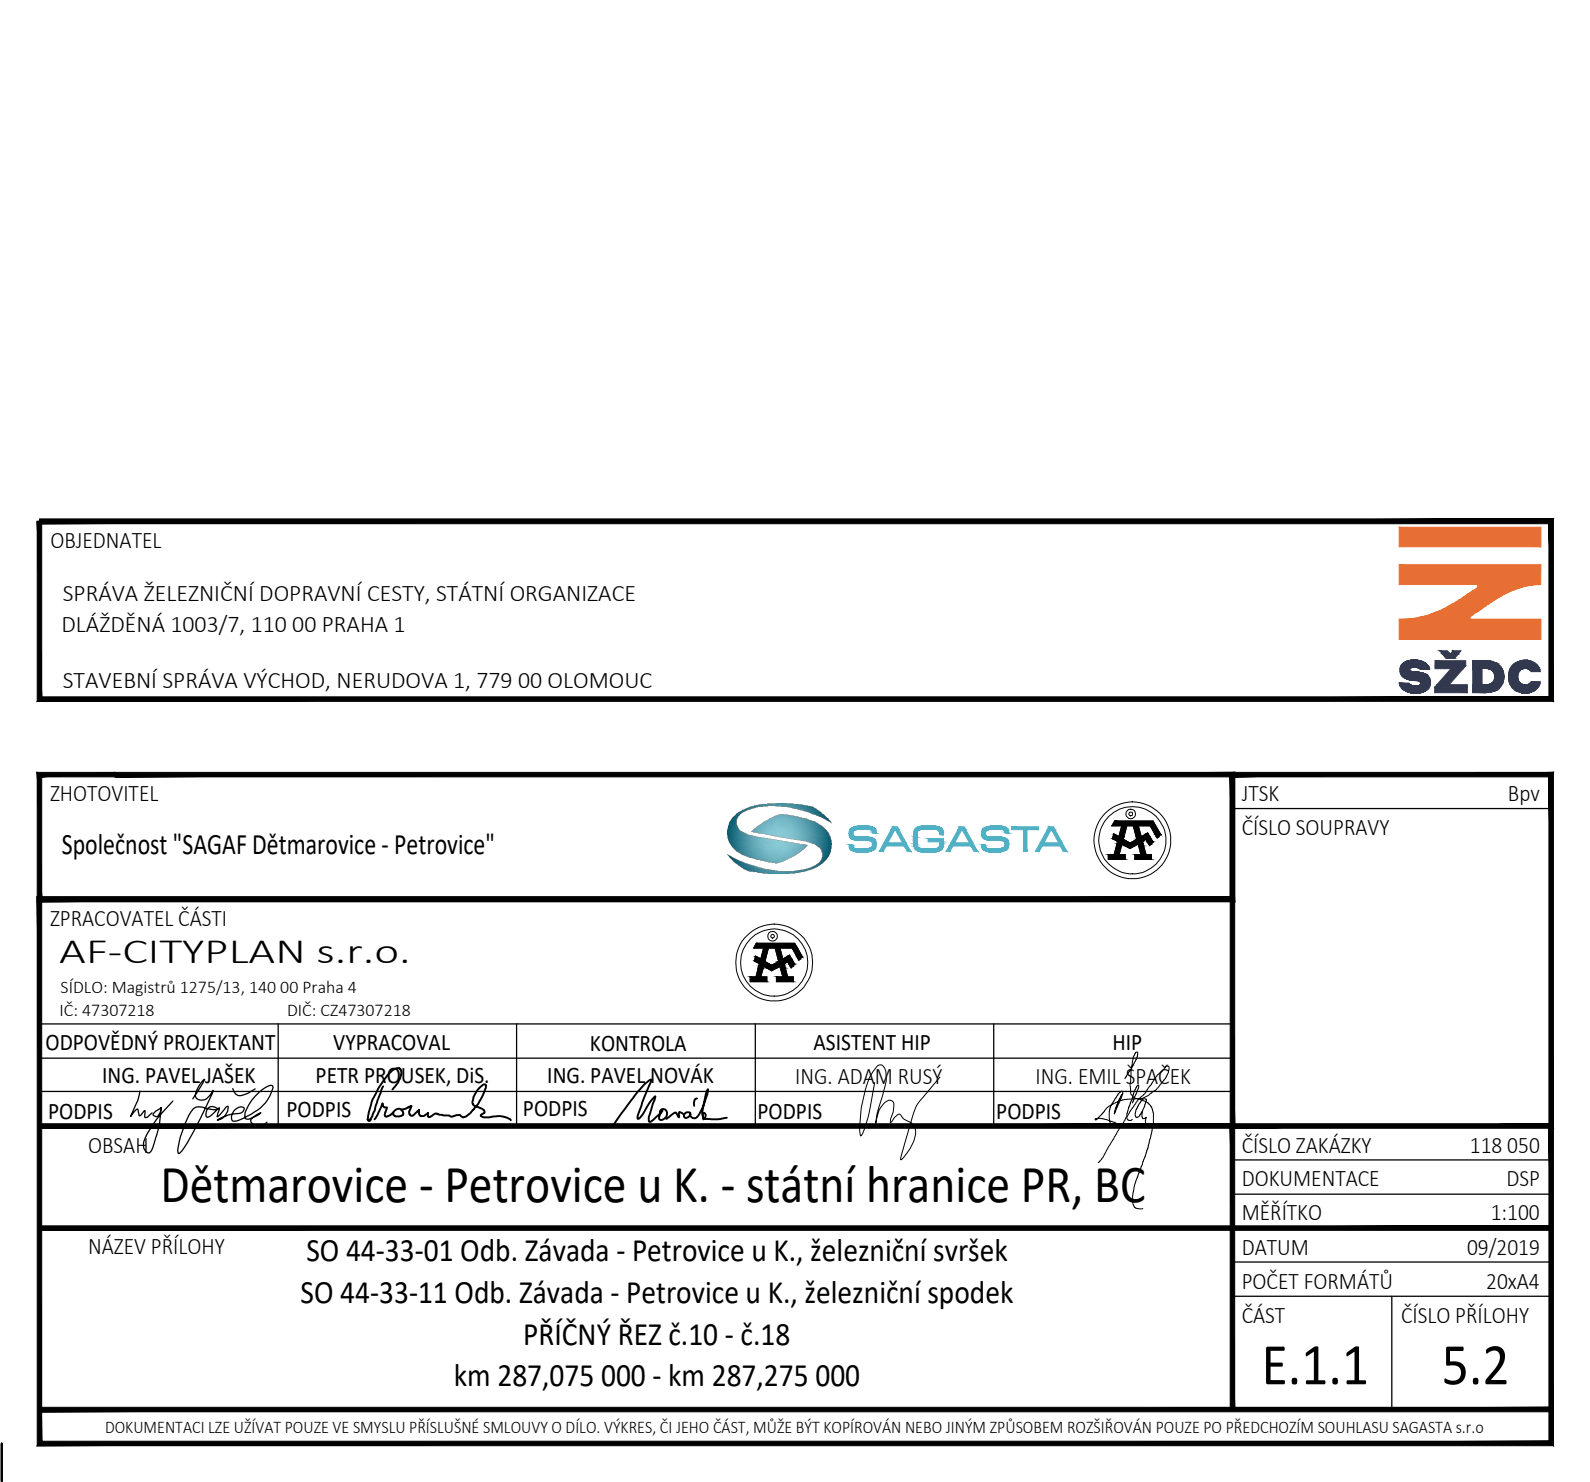 OBJEDNATEL
SPRÁVA ŽELEZNIČNÍ DOPRAVNÍ CESTY, STÁTNÍ ORGANIZACE
DLÁŽDĚNÁ 1003/7, 110 00 PRAHA 1
STAVEBNÍ SPRÁVA VÝCHOD, NERUDOVA 1, 779 00 OLOMOUC
SŽDC
ZHOTOVITEL
Společnost "SAGAF Dětmarovice - Petrovice"
SAGASTA
AF
JTSK Bpv
ČÍSLO SOUPRAVY
ZPRACOVATEL ČÁSTI
AF-CITYPLAN s.r.o.
AF
SÍDLO: Magistrů 1275/13, 140 00 Praha 4
IČ: 47307218 DIČ: CZ47307218
ODPOVĚDNÝ PROJEKTANT VYPRACOVAL KONTROLA ASISTENT HIP HIP
ING. PAVEL JAŠEK PETR PROUSEK, DiS. ING. PAVEL NOVÁK ING. ADAM RUSÝ ING. EMIL ŠPAČEK
PODPIS PODPIS PODPIS PODPIS PODPIS
OBSAH
Dětmarovice - Petrovice u K. - státní hranice PR, BC
ČÍSLO ZAKÁZKY 118 050
DOKUMENTACE DSP
MĚŘÍTKO 1:100
NÁZEV PŘÍLOHY
SO 44-33-01 Odb. Závada - Petrovice u K., železniční svršek
SO 44-33-11 Odb. Závada - Petrovice u K., železniční spodek
PŘÍČNÝ ŘEZ č.10 - č.18
km 287,075 000 - km 287,275 000
DATUM 09/2019
POČET FORMÁTŮ 20xA4
ČÁST ČÍSLO PŘÍLOHY
E.1.1 5.2
DOKUMENTACI LZE UŽÍVAT POUZE VE SMYSLU PŘÍSLUŠNÉ SMLOUVY O DÍLO. VÝKRES, ČI JEHO ČÁST, MŮŽE BÝT KOPÍROVÁN NEBO JINÝM ZPŮSOBEM ROZŠIŘOVÁN POUZE PO PŘEDCHOZÍM SOUHLASU SAGASTA s.r.o